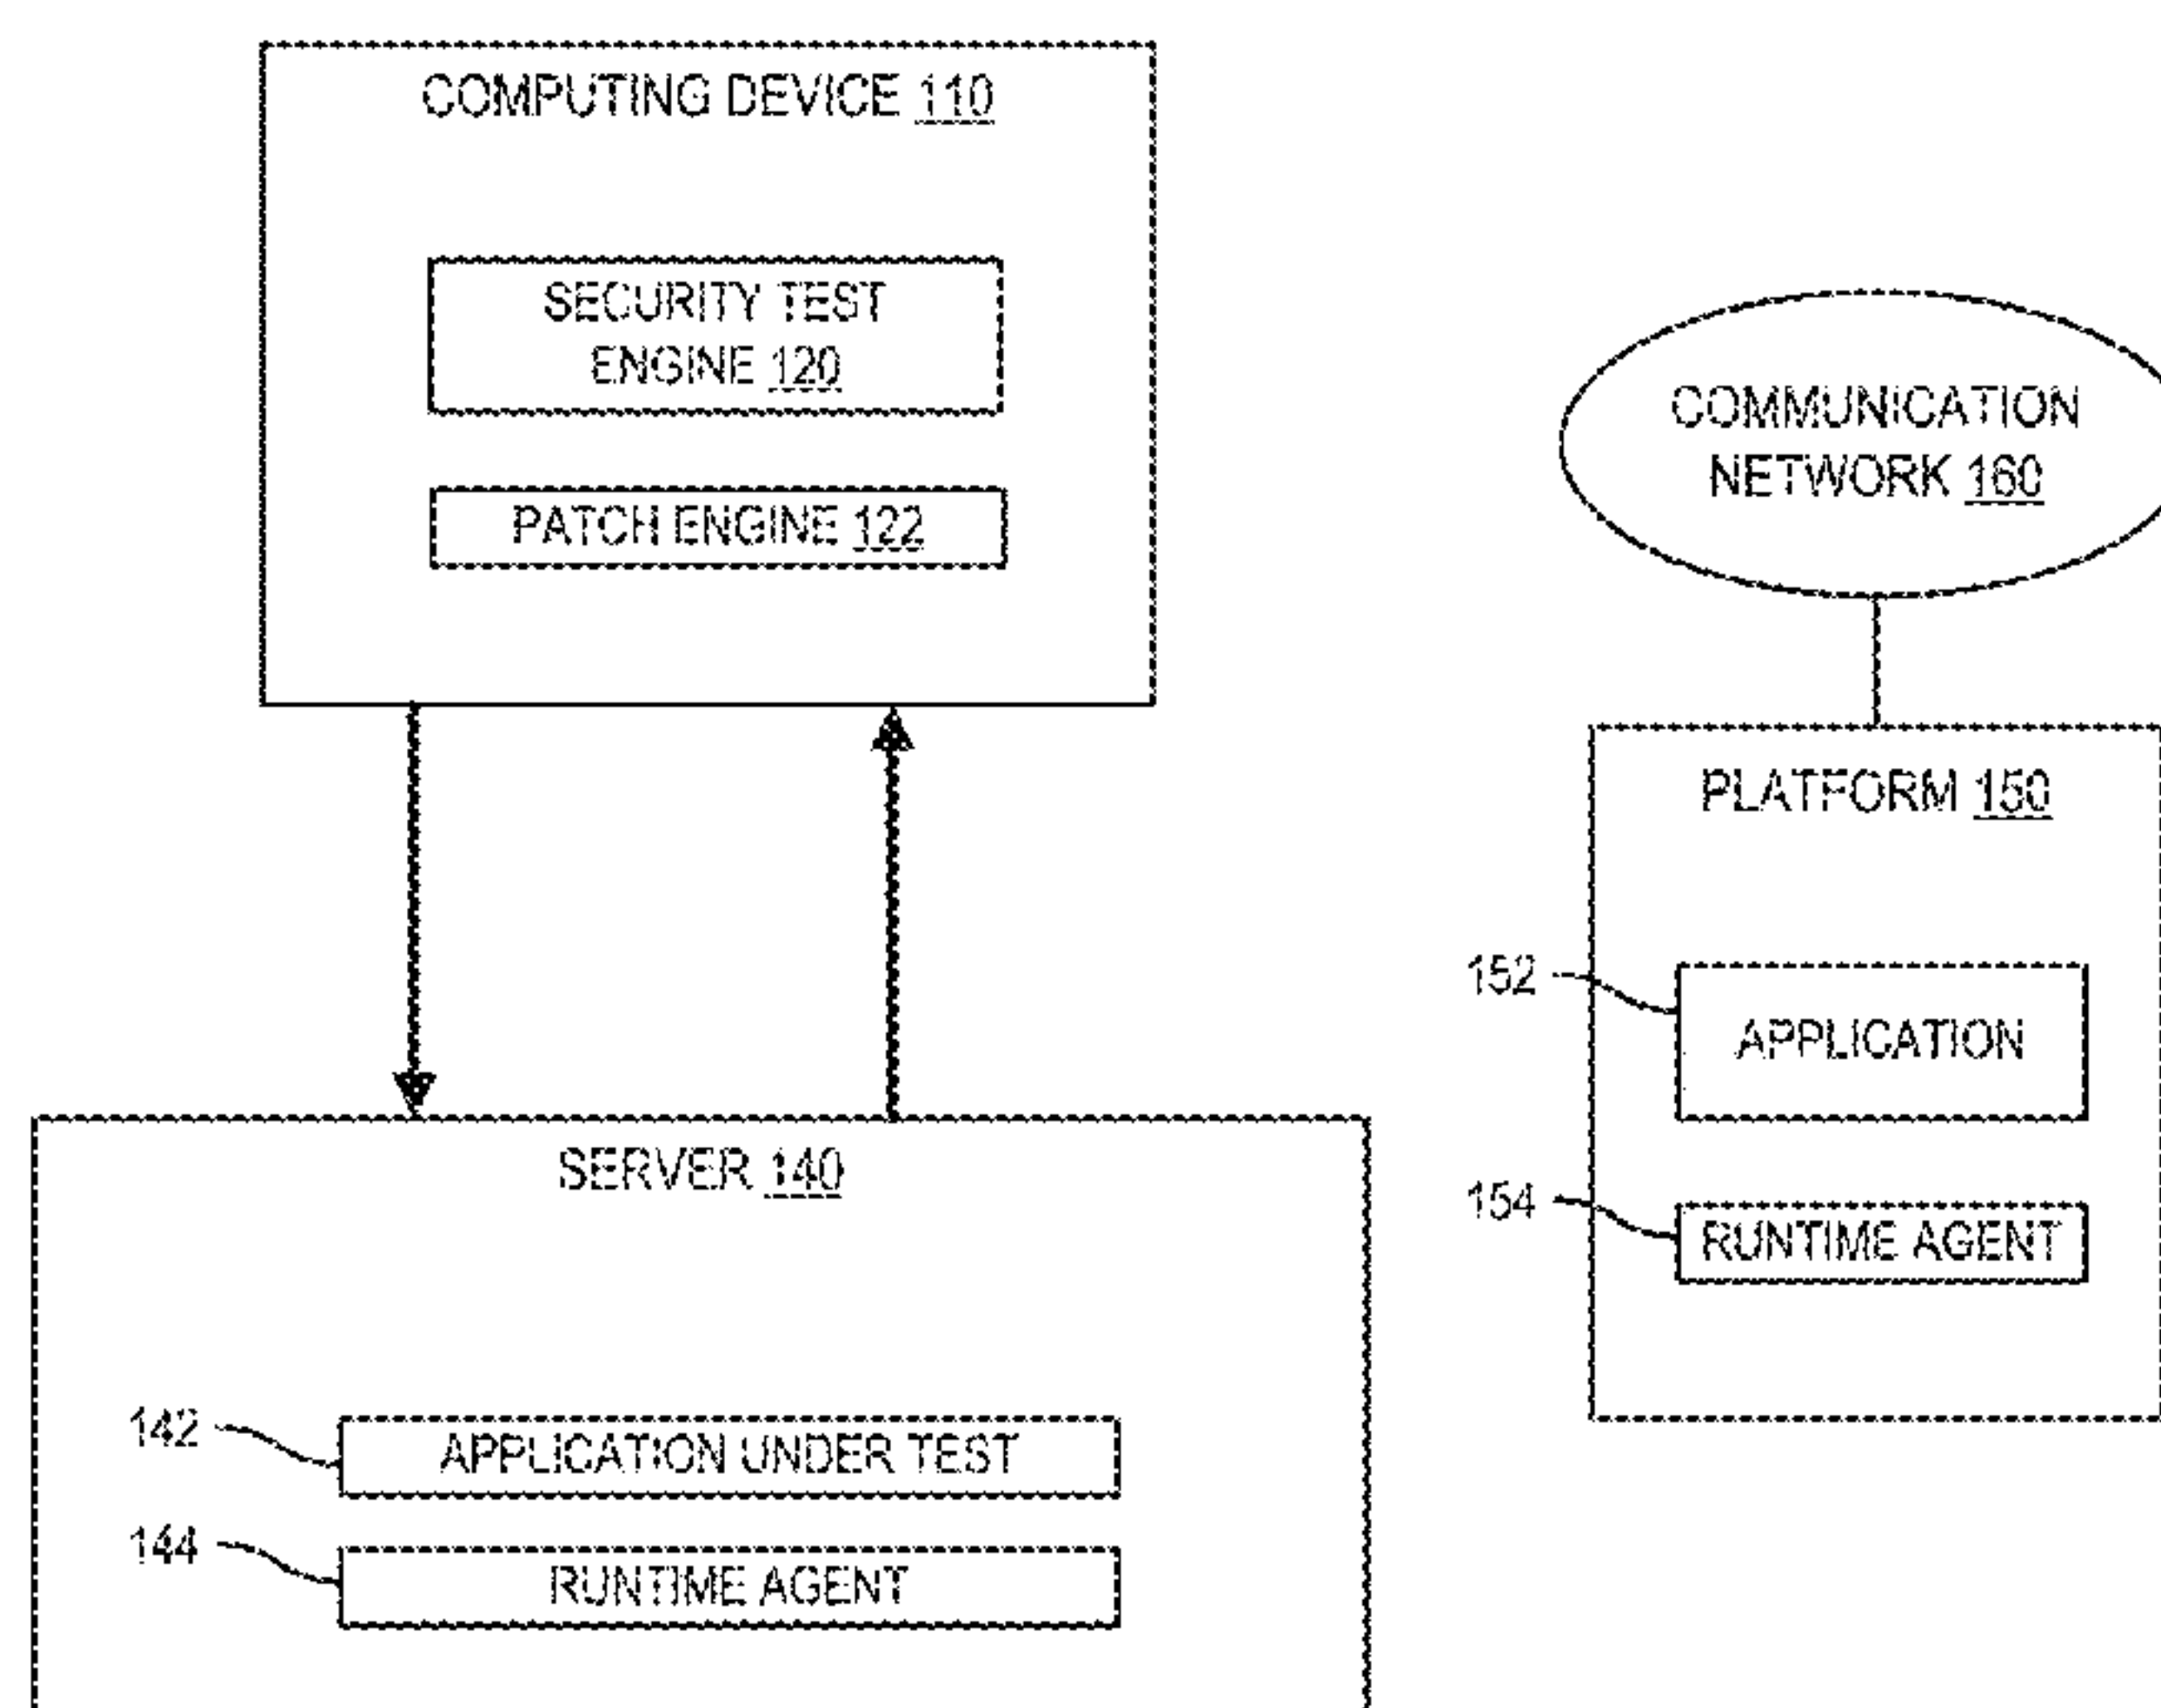 COMPUTING DEVICE 110
SECURITY TEST
ENGINE 120
PATCH ENGINE 122
COMMUNICATION
NETWORK 160
PLATFORM 150
152
APPLICATION
154
RUNTIME AGENT
SERVER 140
142
APPLICATION UNDER TEST
144
RUNTIME AGENT